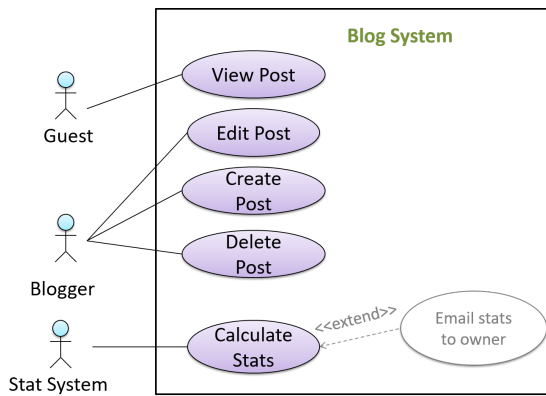 Blog System
View Post
Guest
Edit Post
Create
Post
Blogger
Delete
Post
Stat System
Calculate
Stats
<<extend>>
Email stats
to owner